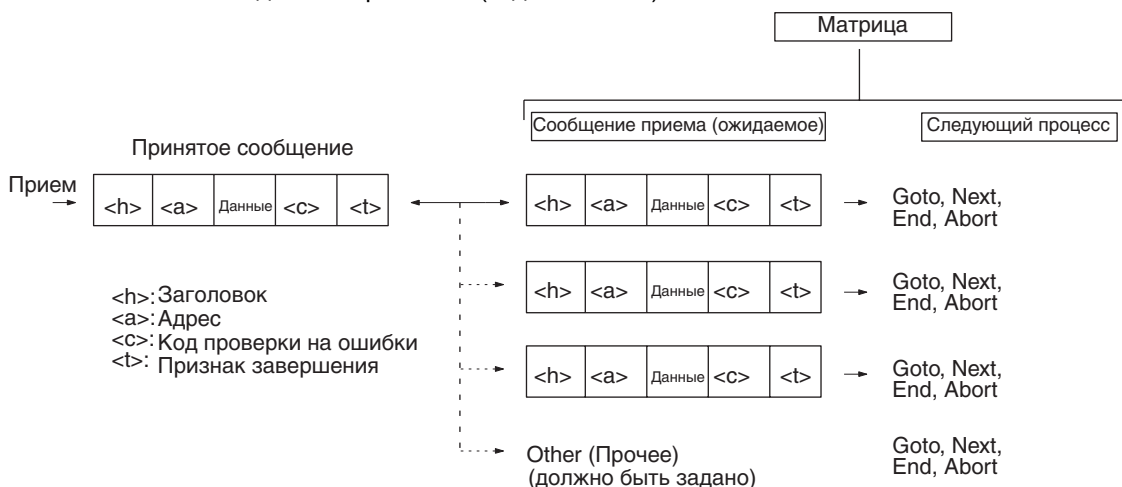 Матрица
Сообщение приема (ожидаемое)
Следующий процесс
Принятое сообщение
Прием
<h> <a> Данные <c> <t>
<h> <a> Данные <c> <t>
Goto, Next,
End, Abort
<h>: Заголовок
<a>: Адрес
<c>: Код проверки на ошибки
<t>: Признак завершения
<h> <a> Данные <c> <t>
Goto, Next,
End, Abort
<h> <a> Данные <c> <t>
Goto, Next,
End, Abort
Other (Прочее)
(должно быть задано)
Goto, Next,
End, Abort